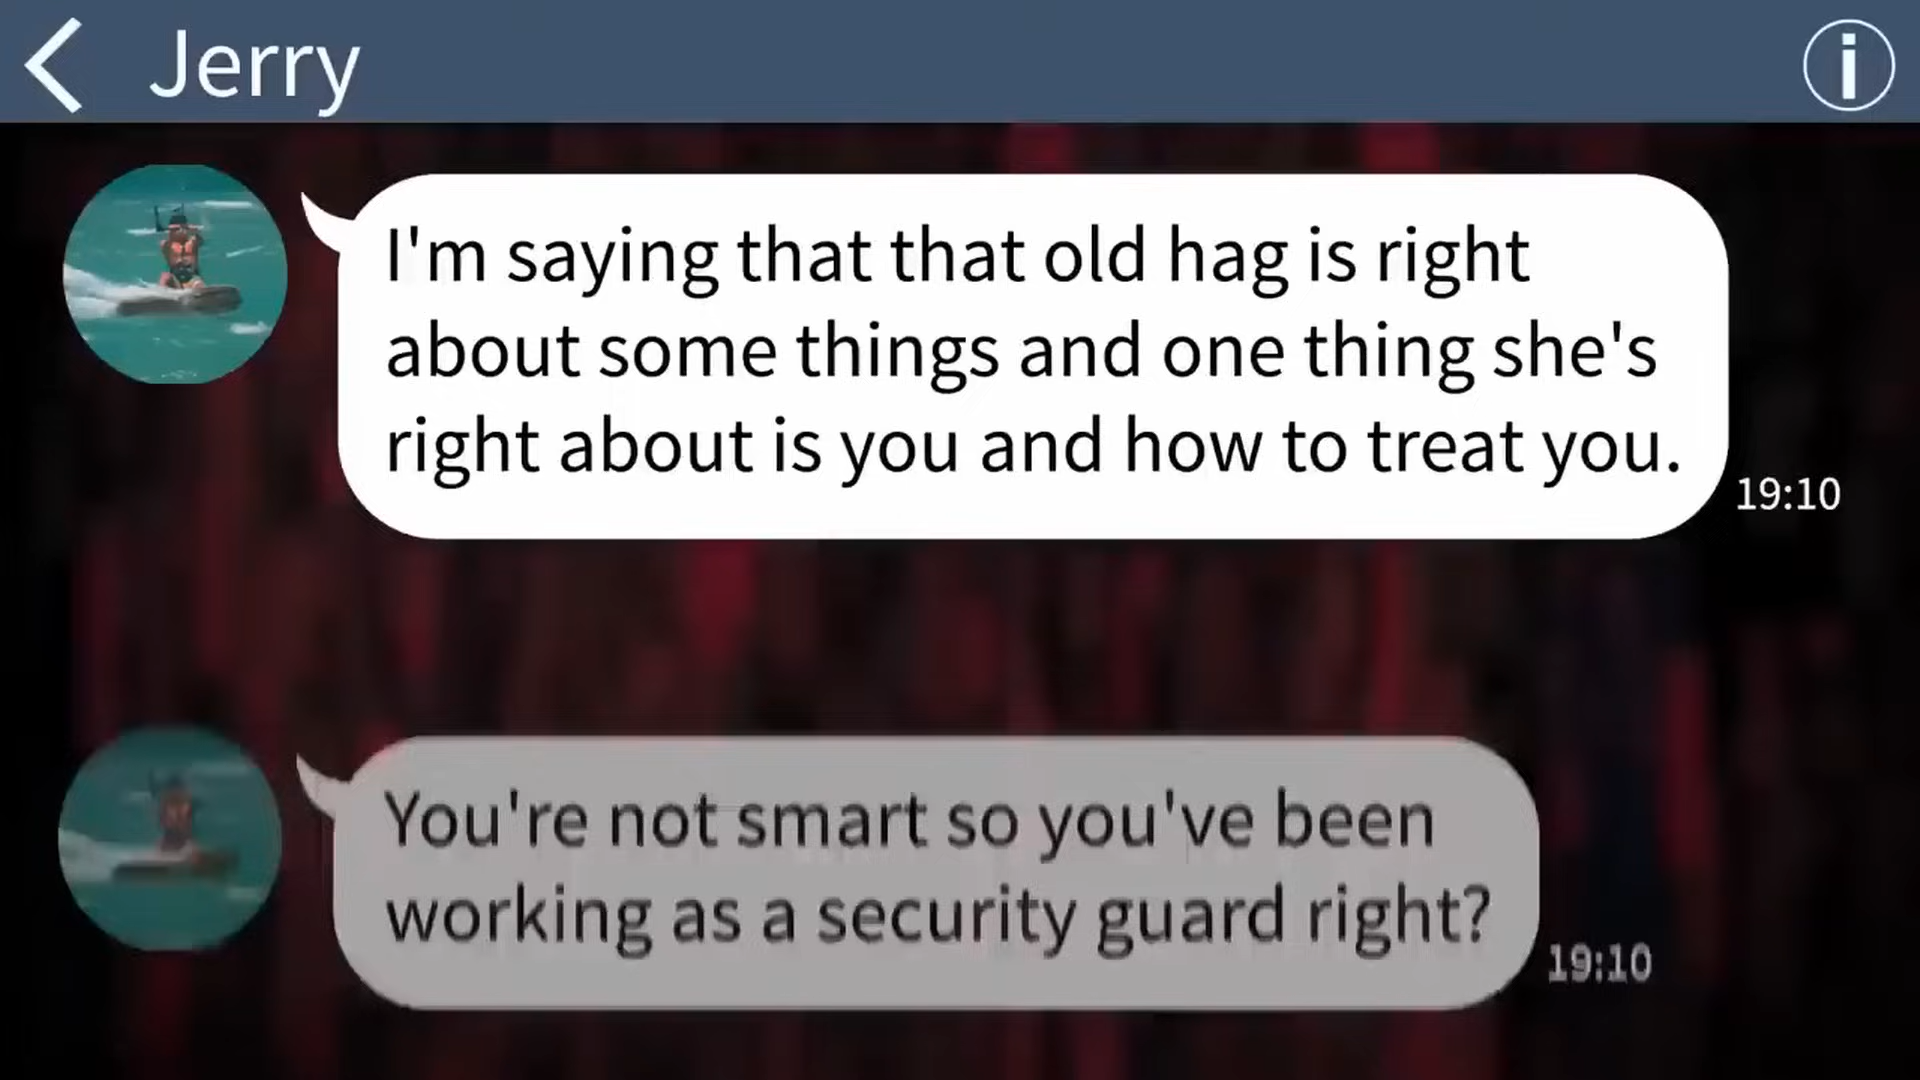 Jerry
I'm saying that that old hag is right
about some things and one thing she's
right about is you and how to treat you.
19:10
You're not smart so you've been
working as a security guard right?
19:10